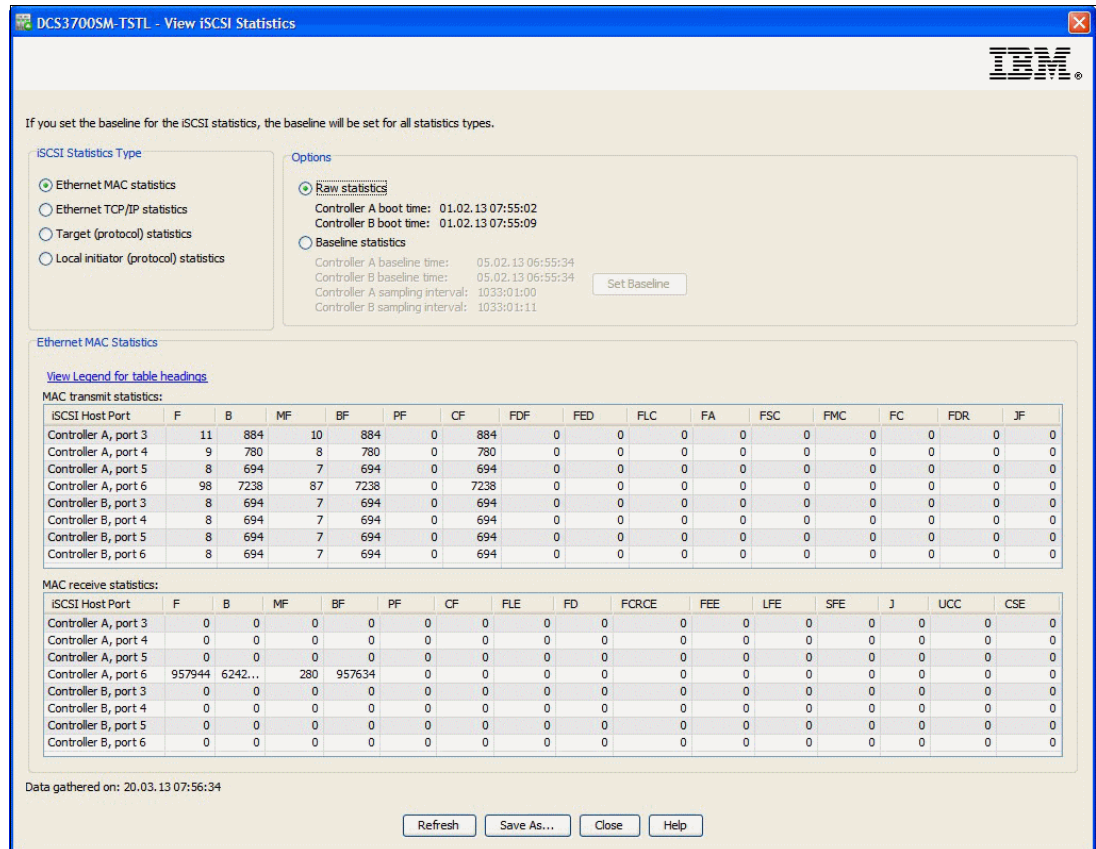 DCS3700SM-TSTL - View iSCSI Statistics
IBM®
If you set the baseline for the iSCSI statistics, the baseline will be set for all statistics types.
iSCSI Statistics Type
Ethernet MAC statistics
Ethernet TCP/IP statistics
Target (protocol) statistics
Local initiator (protocol) statistics
Options
Raw statistics
Controller A boot time: 01.02.13 07:55:02
Controller B boot time: 01.02.13 07:55:09
Baseline statistics
Controller A baseline time: 05.02.13 06:55:34
Controller B baseline time: 05.02.13 06:55:34
Controller A sampling interval: 1033:01:00
Controller B sampling interval: 1033:01:11
Set Baseline
Ethernet MAC Statistics
View Legend for table headings
MAC transmit statistics:
iSCSI Host Port F B MF BF PF CF FDF FED FLC FA FSC FMC FC FDR JF
Controller A, port 3 11 884 10 884 0 884 0 0 0 0 0 0 0 0 0
Controller A, port 4 9 780 8 780 0 780 0 0 0 0 0 0 0 0 0
Controller A, port 5 8 694 7 694 0 694 0 0 0 0 0 0 0 0 0
Controller A, port 6 98 7238 87 7238 0 7238 0 0 0 0 0 0 0 0 0
Controller B, port 3 8 694 7 694 0 694 0 0 0 0 0 0 0 0 0
Controller B, port 4 8 694 7 694 0 694 0 0 0 0 0 0 0 0 0
Controller B, port 5 8 694 7 694 0 694 0 0 0 0 0 0 0 0 0
Controller B, port 6 8 694 7 694 0 694 0 0 0 0 0 0 0 0 0
MAC receive statistics:
iSCSI Host Port F B MF BF PF CF FLE FD FCRCE FEE LFE SFE J UCC CSE
Controller A, port 3 0 0 0 0 0 0 0 0 0 0 0 0 0 0 0
Controller A, port 4 0 0 0 0 0 0 0 0 0 0 0 0 0 0 0
Controller A, port 5 0 0 0 0 0 0 0 0 0 0 0 0 0 0 0
Controller A, port 6 957944 6242... 280 957634 0 0 0 0 0 0 0 0 0 0 0
Controller B, port 3 0 0 0 0 0 0 0 0 0 0 0 0 0 0 0
Controller B, port 4 0 0 0 0 0 0 0 0 0 0 0 0 0 0 0
Controller B, port 5 0 0 0 0 0 0 0 0 0 0 0 0 0 0 0
Controller B, port 6 0 0 0 0 0 0 0 0 0 0 0 0 0 0 0
Data gathered on: 20.03.13 07:56:34
Refresh Save As... Close Help